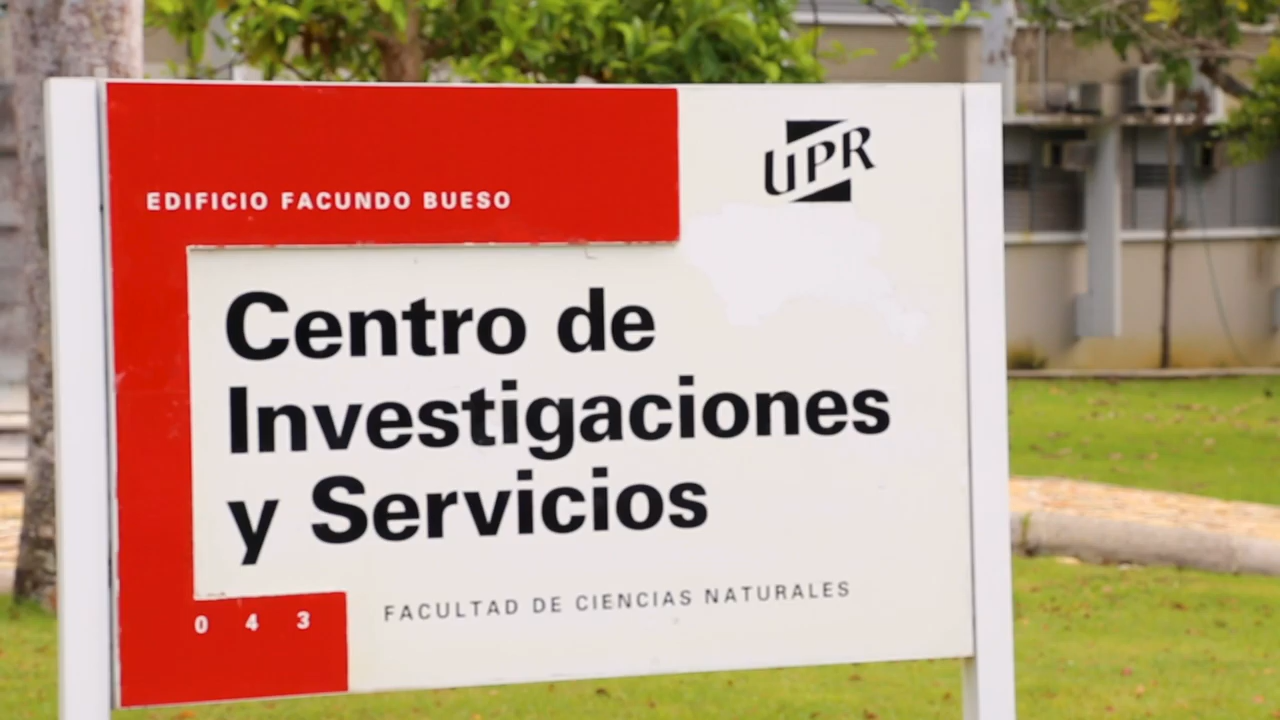 EDIFICIO FACUNDO BUESO
UPR
Centro de
Investigaciones
y Servicios
043
FACULTAD DE CIENCIAS NATURALES